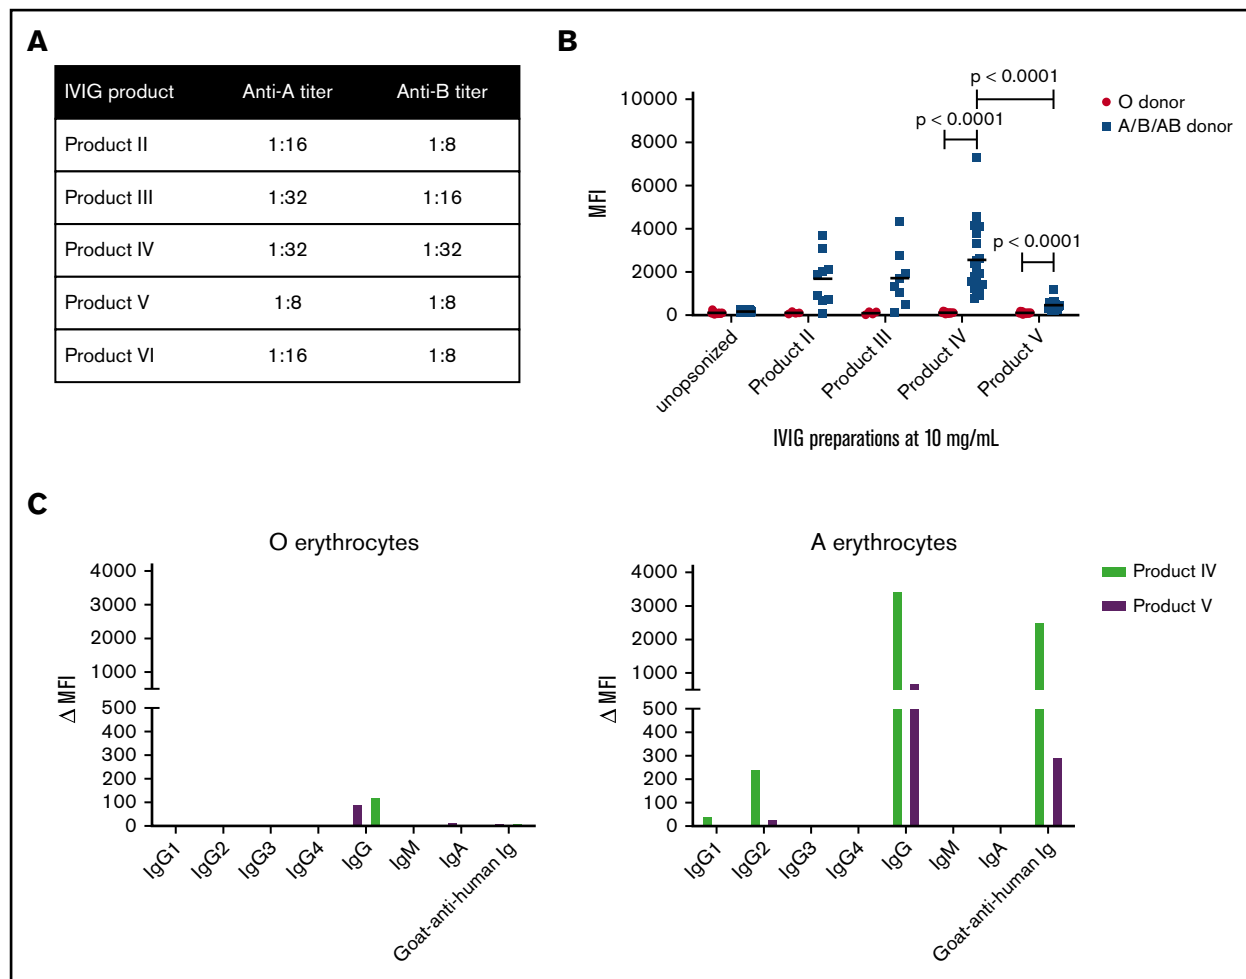 A
IVIG product Anti-A titer Anti-B titer
Product II 1:16 1:8
Product III 1:32 1:16
Product IV 1:32 1:32
Product V 1:8 1:8
Product VI 1:16 1:8
B
p < 0.0001
p < 0.0001
p < 0.0001
10000
8000
6000
4000
2000
0
MFI
O donor
A/B/AB donor
unopsonized Product II Product III Product IV Product V
IVIG preparations at 10 mg/mL
C
O erythrocytes
4000
3000
2000
1000
500
400
300
200
100
0
Δ MFI
IgG1 IgG2 IgG3 IgG4 IgG IgM IgA Goat-anti-human Ig
A erythrocytes
4000
3000
2000
1000
500
400
300
200
100
0
Δ MFI
IgG1 IgG2 IgG3 IgG4 IgG IgM IgA Goat-anti-human Ig
Product IV
Product V